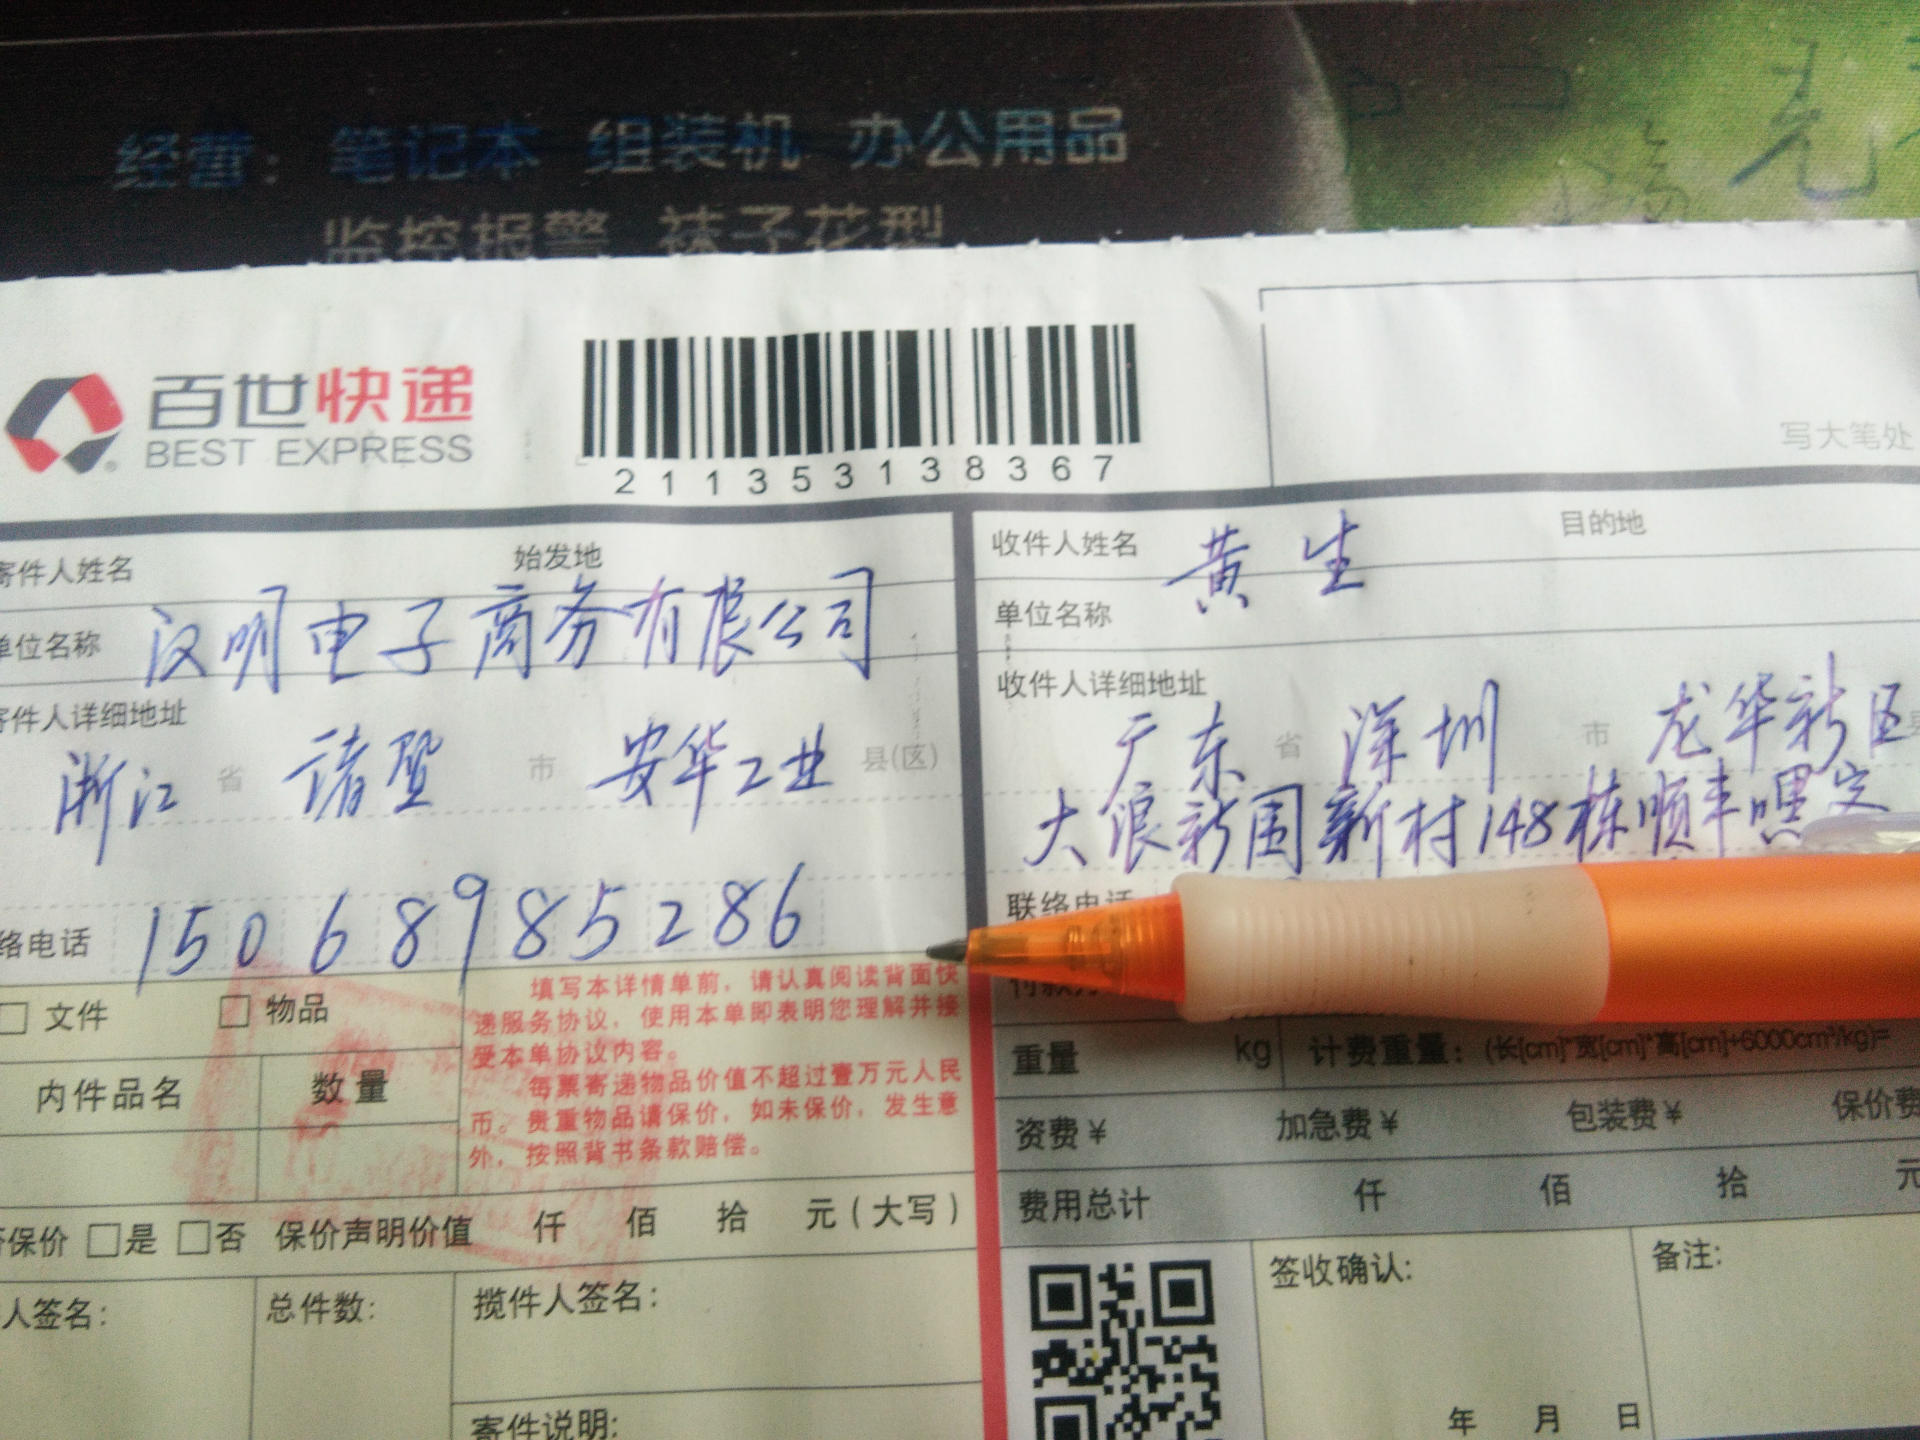 经营：笔记本 组装机 办公用品
监控报警 袜子花型
百世快递
BEST EXPRESS
21135313 8367
写大笔处
寄件人姓名 始发地
单位名称 汉明电子商务有限公司
寄件人详细地址
浙江 省 诸暨 市 安华工业 县(区)
络电话 15068985286
收件人姓名 黄生 目的地
单位名称
收件人详细地址
广东 省 深圳 市 龙华新区
大浪新围新村148栋顺丰嘿客
联络电话
付款方
文件 物品
内件品名 数量
填写本详情单前，请认真阅读背面快
递服务协议，使用本单即表明您理解并接
受本单协议内容。
每票寄递物品价值不超过壹万元人民
币。贵重物品请保价，如未保价，发生意
外，按照背书条款赔偿。
保价 是 否 保价声明价值 仟 佰 拾 元（大写）
人签名： 总件数： 揽件人签名：
寄件说明：
重量 kg 计费重量：(长[cm]*宽[cm]*高[cm]÷6000cm³/kg)=
资费¥ 加急费¥ 包装费¥ 保价费
费用总计 仟 佰 拾 元
签收确认： 备注：
年 月 日